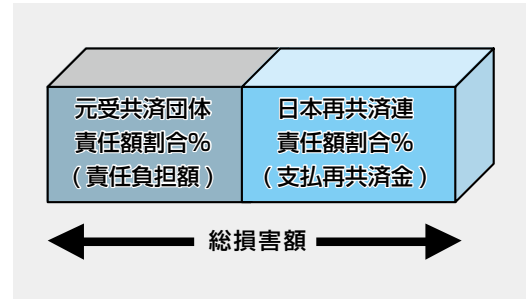 元受共済団体
責任額割合%
(責任負担額)
日本再共済連
責任額割合%
(支払再共済金)
総損害額